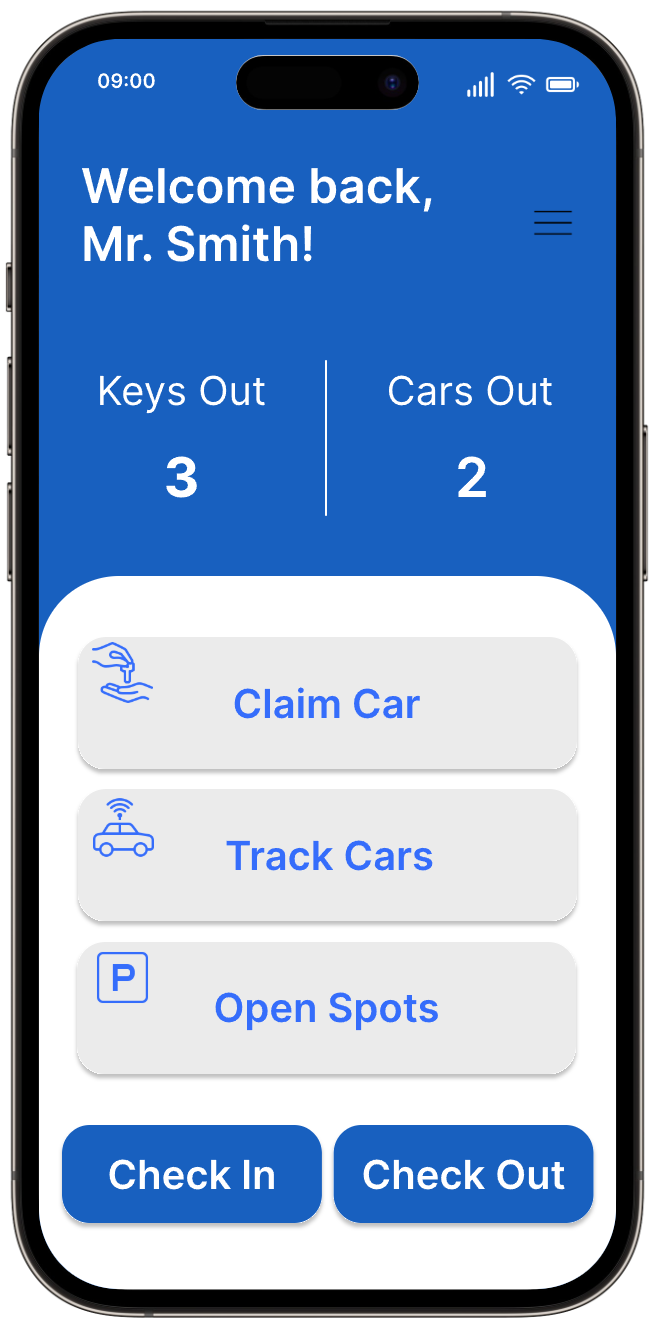 09:00
Welcome back,
Mr. Smith!
Keys Out
Cars Out
3
2
Claim Car
Track Cars
P
Open Spots
Check In
Check Out